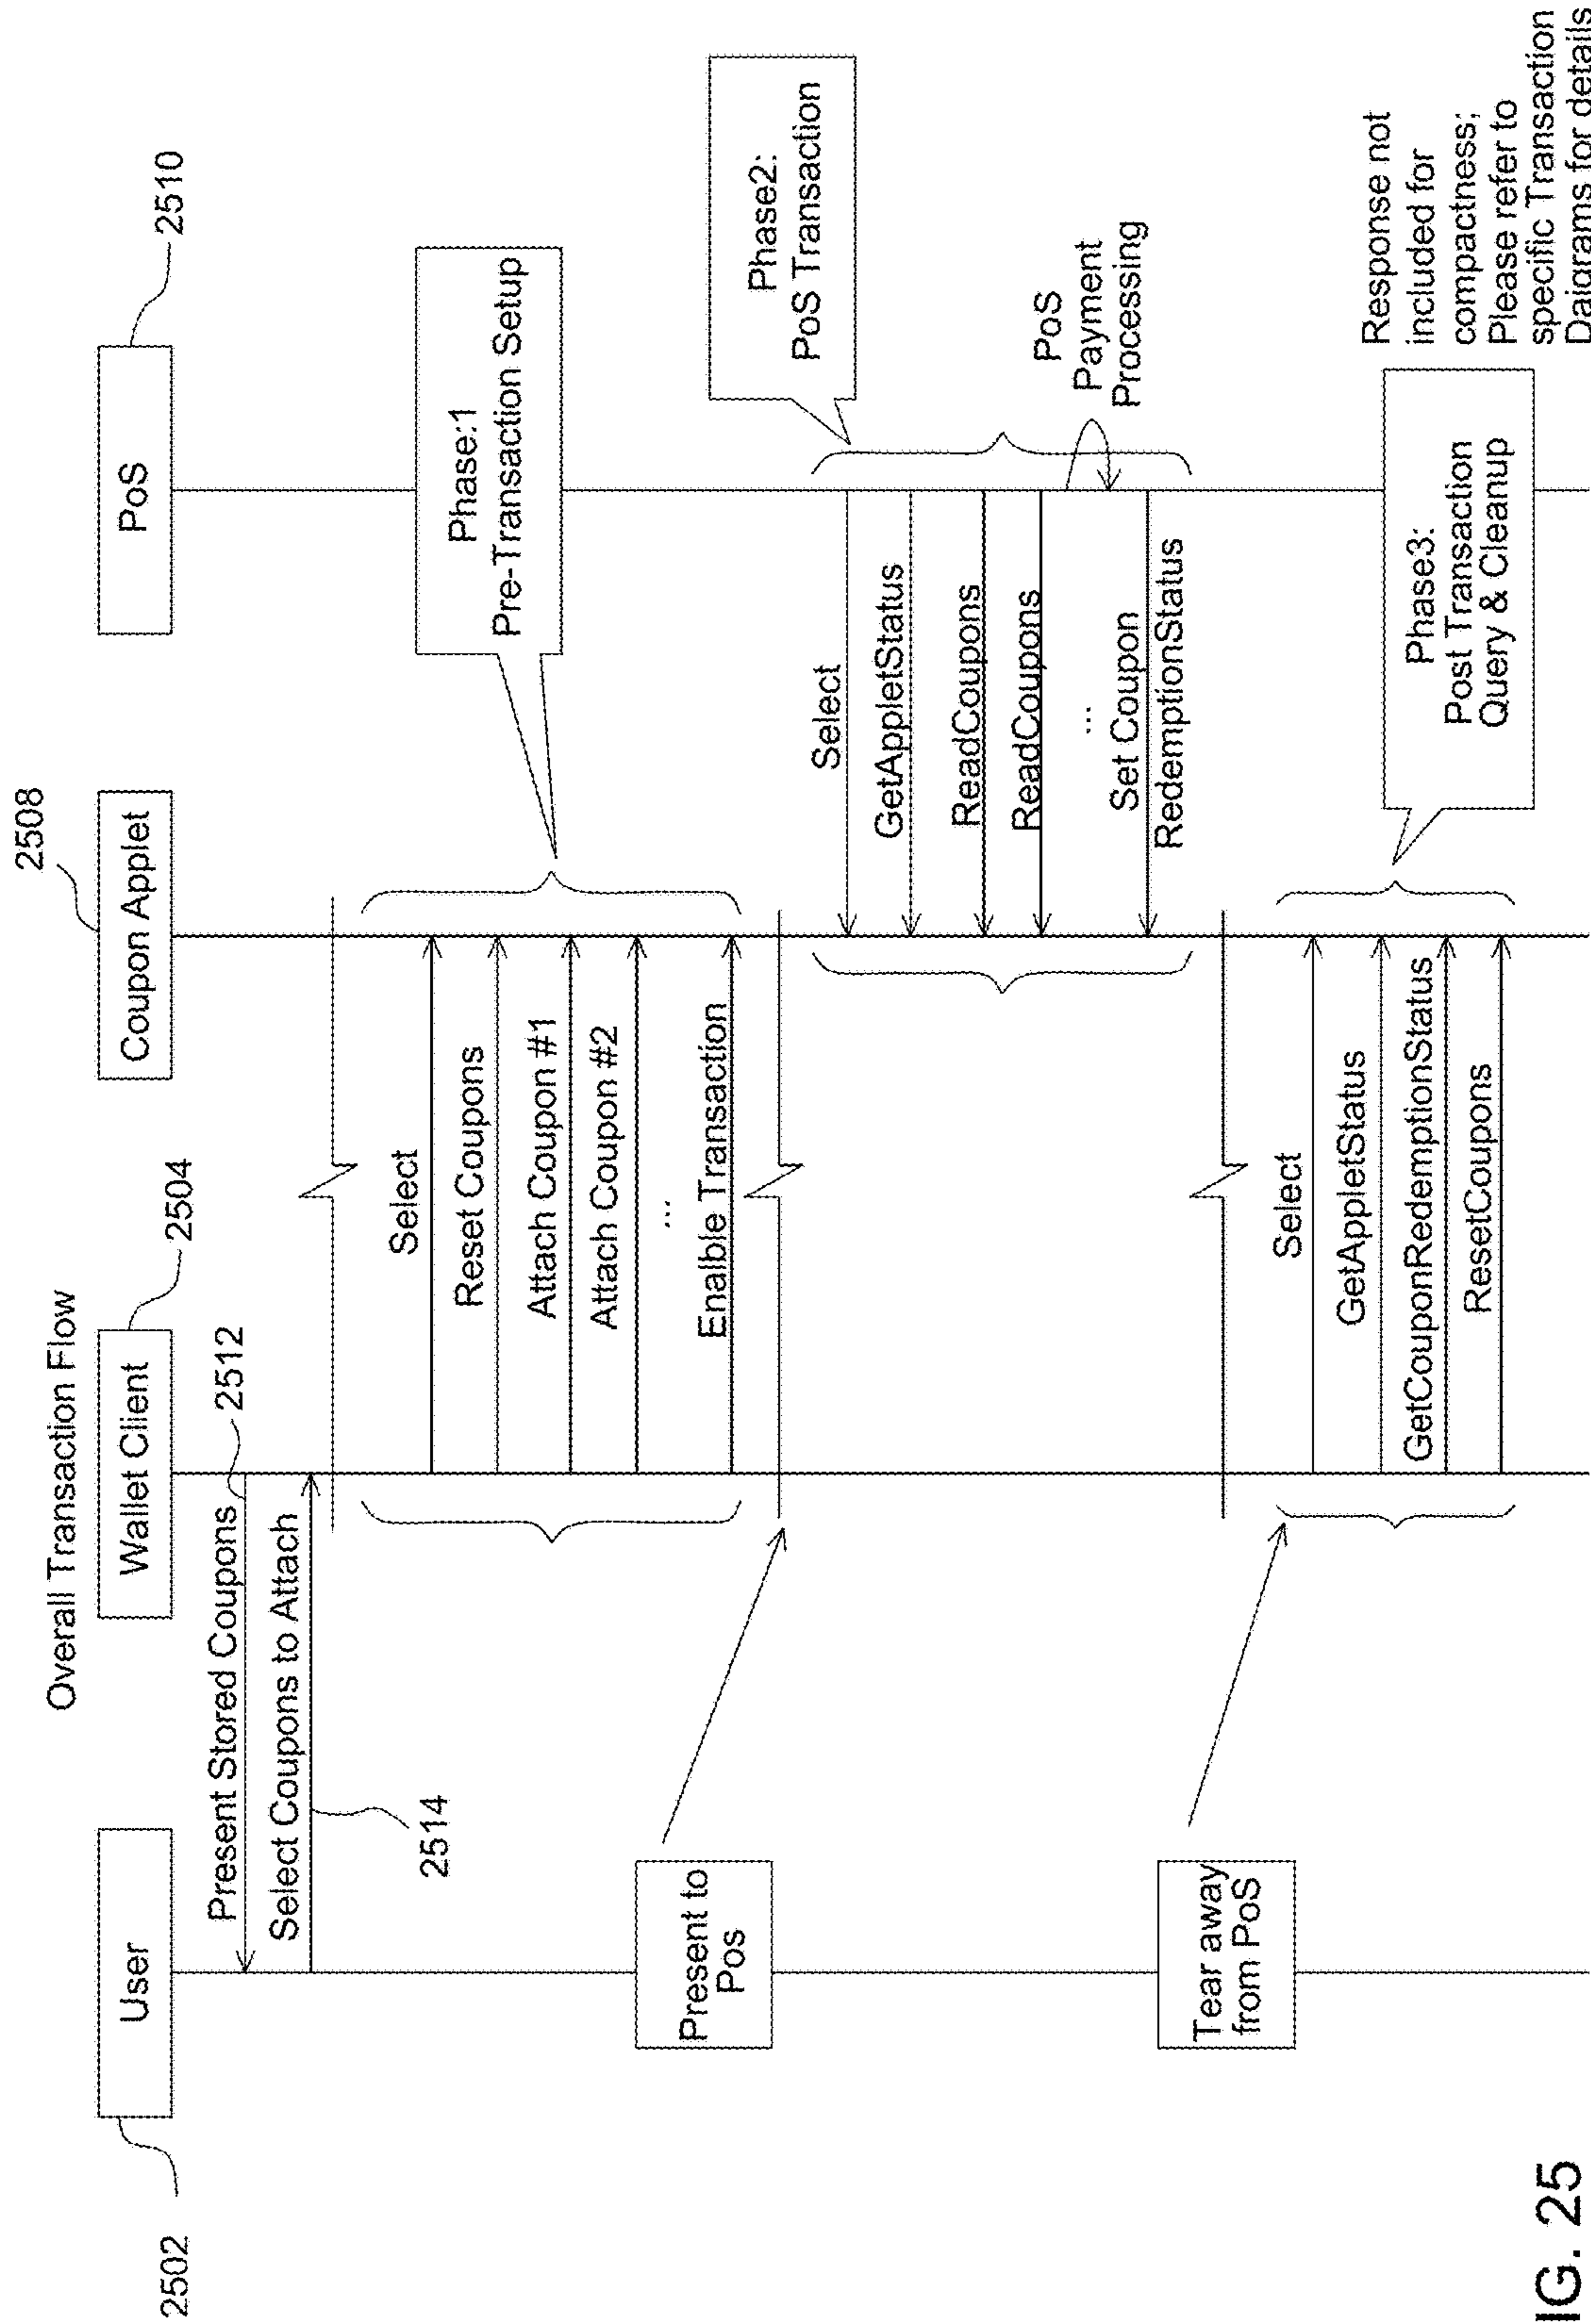 Overall Transaction Flow
2502
User
Wallet Client
2504
Coupon Applet
2508
PoS
2510
Present Stored Coupons
2512
Select Coupons to Attach
2514
Phase:1
Pre-Transaction Setup
Select
Reset Coupons
Attach Coupon #1
Attach Coupon #2
...
Enalble Transaction
Present to
Pos
Phase2:
PoS Transaction
Select
GetAppletStatus
ReadCoupons
ReadCoupons
...
PoS
Payment
Processing
Set Coupon
RedemptionStatus
Tear away
from PoS
Phase3:
Post Transaction
Query & Cleanup
Select
GetAppletStatus
GetCouponRedemptionStatus
ResetCoupons
Response not
included for
compactness;
Please refer to
specific Transaction
Daigrams for details
IG. 25